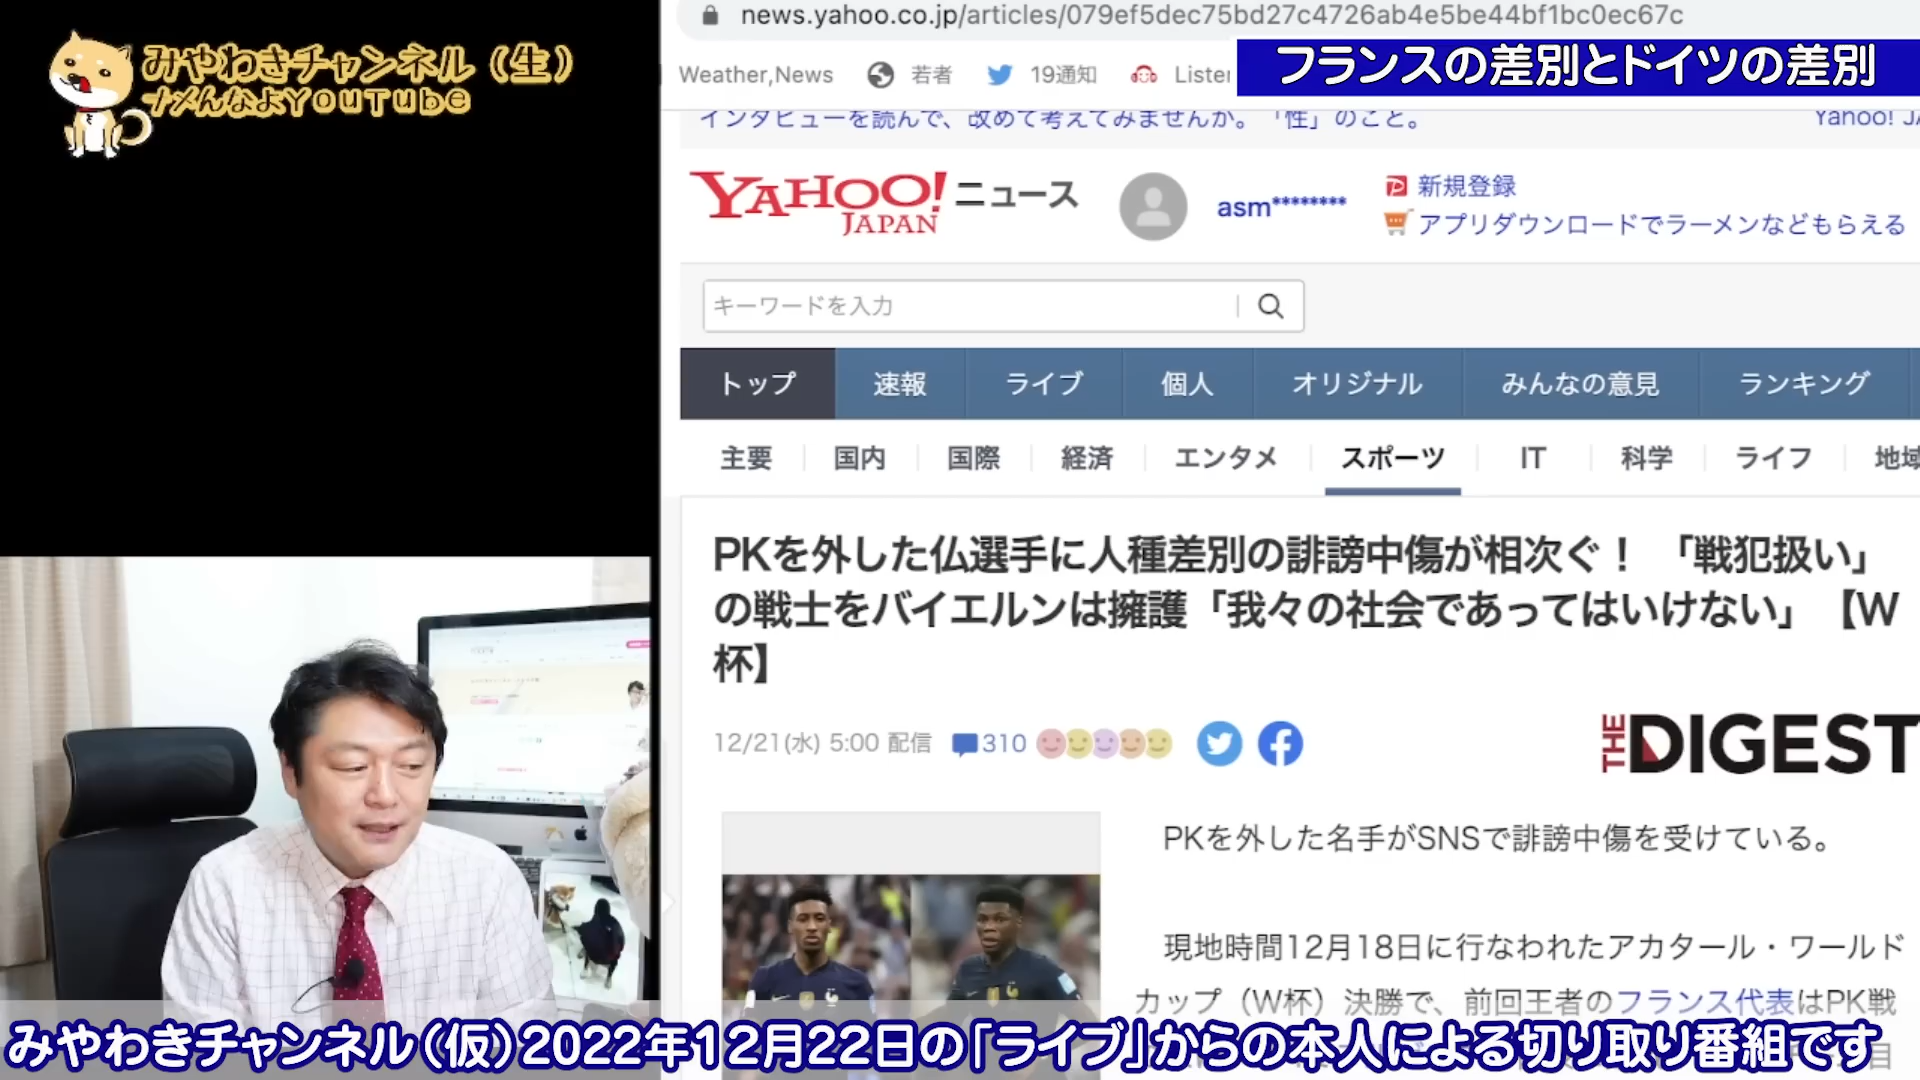 みやわきチャンネル（生）
ナメんなよYouTube
news.yahoo.co.jp/articles/079ef5dec75bd27c4726ab4e5be44bf1bc0ec67c
フランスの差別とドイツの差別
Weather,News 若者 19通知 Listen
インタビューを読んで、改めて考えてみませんか。「性」のこと。 Yahoo! JA
YAHOO! JAPAN ニュース
asm********
新規登録
アプリダウンロードでラーメンなどもらえる
キーワードを入力
トップ 速報 ライブ 個人 オリジナル みんなの意見 ランキング
主要 国内 国際 経済 エンタメ スポーツ IT 科学 ライフ 地域
PKを外した仏選手に人種差別の誹謗中傷が相次ぐ！ 「戦犯扱い」
の戦士をバイエルンは擁護「我々の社会であってはいけない」【W
杯】
12/21(水) 5:00 配信 310
THE DIGEST
PKを外した名手がSNSで誹謗中傷を受けている。
現地時間12月18日に行なわれたアカタール・ワールド
カップ（W杯）決勝で、前回王者のフランス代表はPK戦
みやわきチャンネル（仮）2022年12月22日の「ライブ」からの本人による切り取り番組です